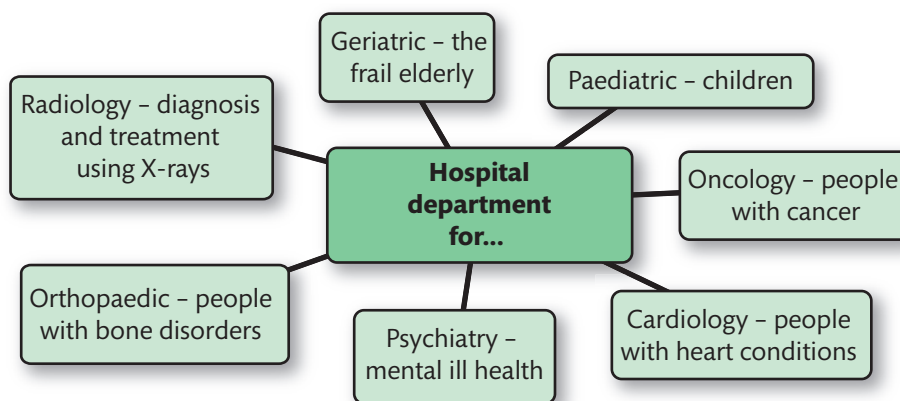 Geriatric – the
frail elderly
Paediatric – children
Radiology – diagnosis
and treatment
using X-rays
Hospital
department
for...
Oncology – people
with cancer
Orthopaedic – people
with bone disorders
Psychiatry –
mental ill health
Cardiology – people
with heart conditions